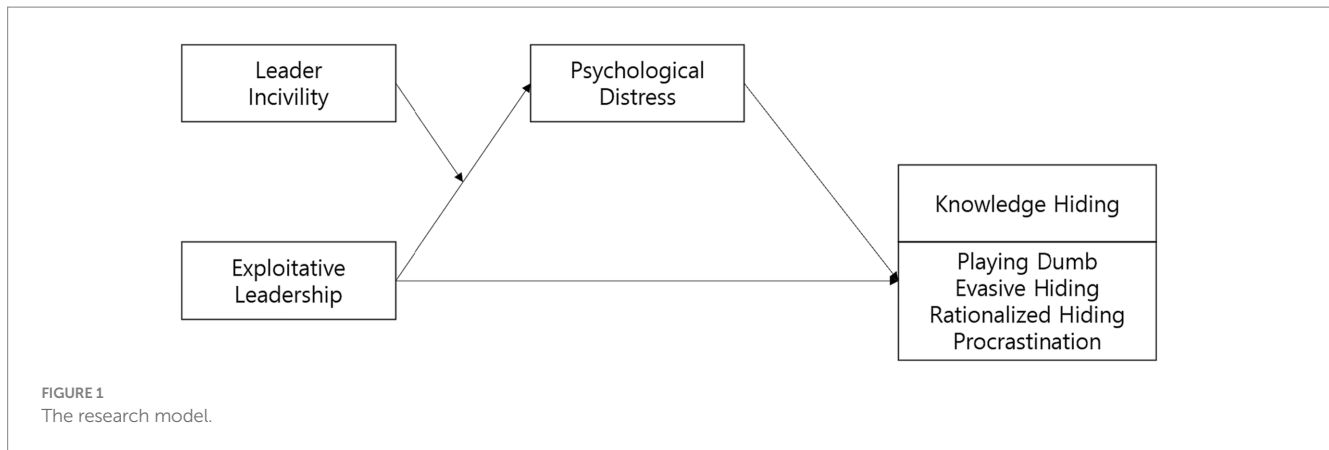 Leader
Incivility
Psychological
Distress
Knowledge Hiding
Exploitative
Leadership
Playing Dumb
Evasive Hiding
Rationalized Hiding
Procrastination
FIGURE 1
The research model.